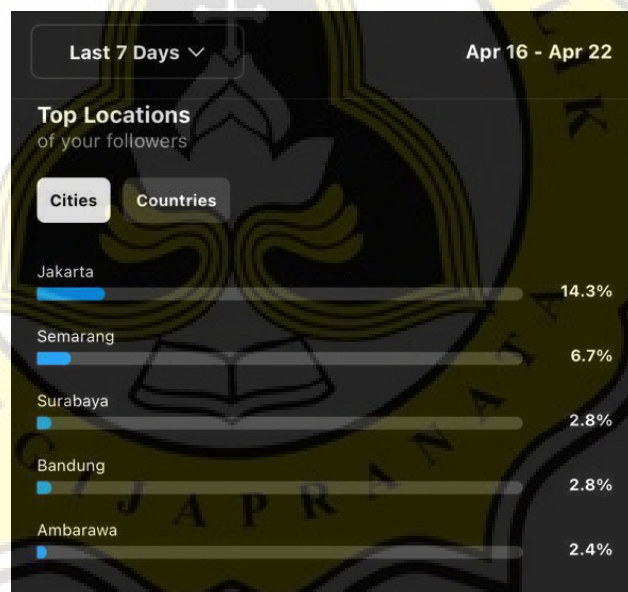 Last 7 Days
Apr 16 - Apr 22
Top Locations
of your followers
Cities
Countries
Jakarta
14.3%
Semarang
6.7%
Surabaya
2.8%
Bandung
2.8%
Ambarawa
2.4%